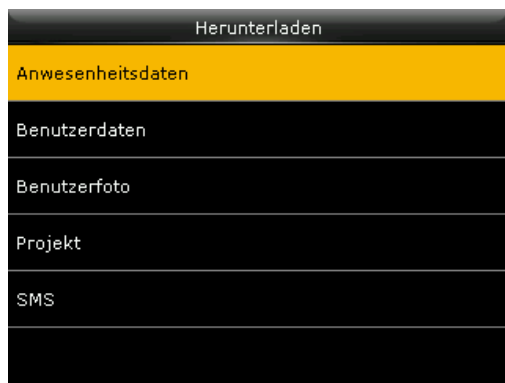 Herunterladen
Anwesenheitsdaten
Benutzerdaten
Benutzerfoto
Projekt
SMS